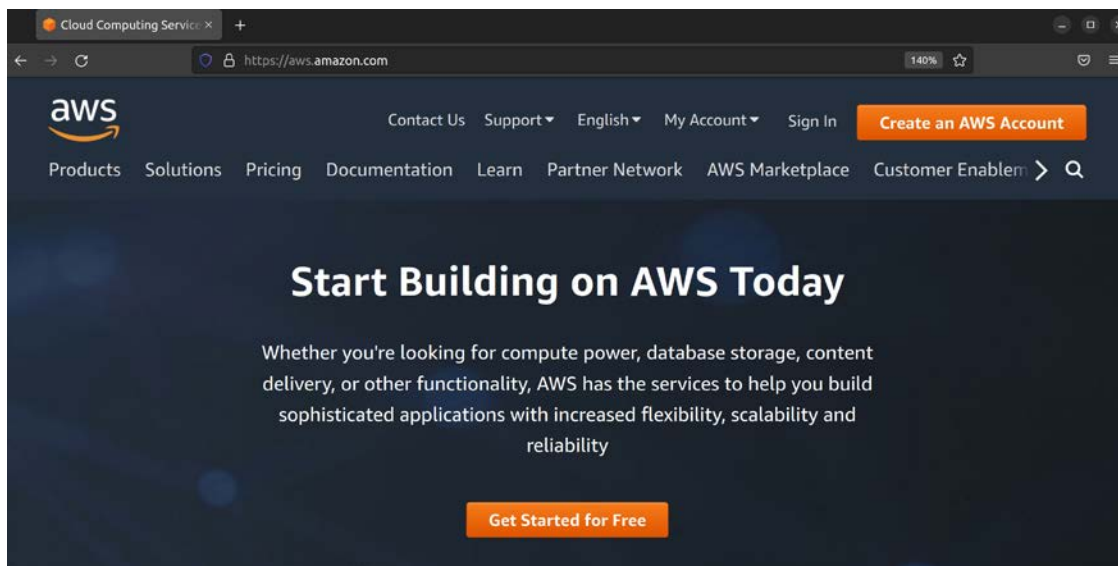 Cloud Computing Service
https://aws.amazon.com
140%
aws
Contact Us Support English My Account Sign In Create an AWS Account
Products Solutions Pricing Documentation Learn Partner Network AWS Marketplace Customer Enablem
Start Building on AWS Today
Whether you're looking for compute power, database storage, content
delivery, or other functionality, AWS has the services to help you build
sophisticated applications with increased flexibility, scalability and
reliability
Get Started for Free